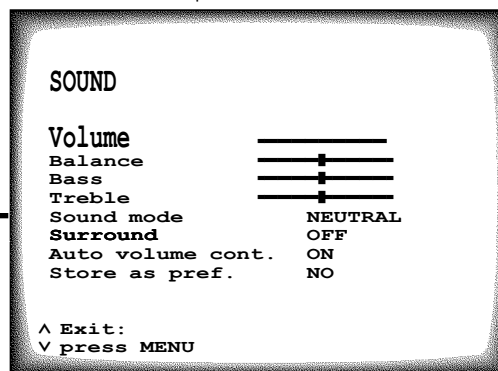 SOUND
Volume
Balance
Bass
Treble
Sound mode NEUTRAL
Surround OFF
Auto volume cont. ON
Store as pref. NO
∧ Exit:
∨ press MENU